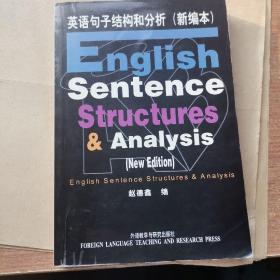 英语句子结构和分析（新编本）
English
Sentence
Structures
& Analysis
(New Edition)
English Sentence Structures & Analysis
赵德鑫 编
外语教学与研究出版社
FOREIGN LANGUAGE TEACHING AND RESEARCH PRESS